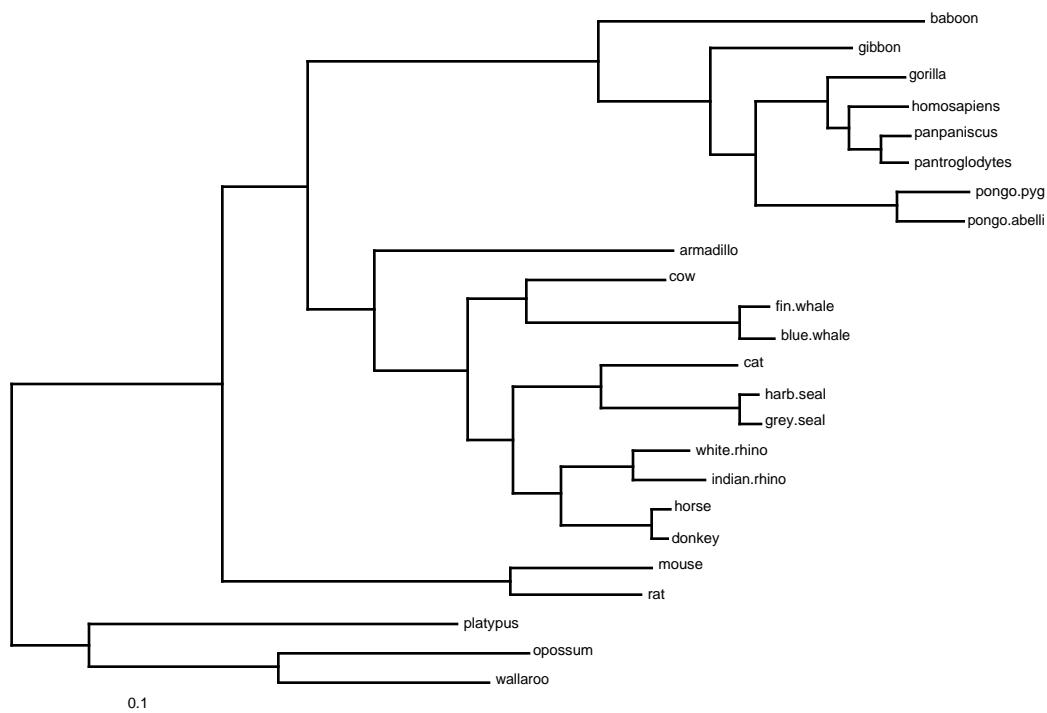 baboon
gibbon
gorilla
homosapiens
panpaniscus
pantroglodytes
pongo.pyg
pongo.abelli
armadillo
cow
fin.whale
blue.whale
cat
harb.seal
grey.seal
white.rhino
indian.rhino
horse
donkey
mouse
rat
platypus
opossum
wallaroo
0.1